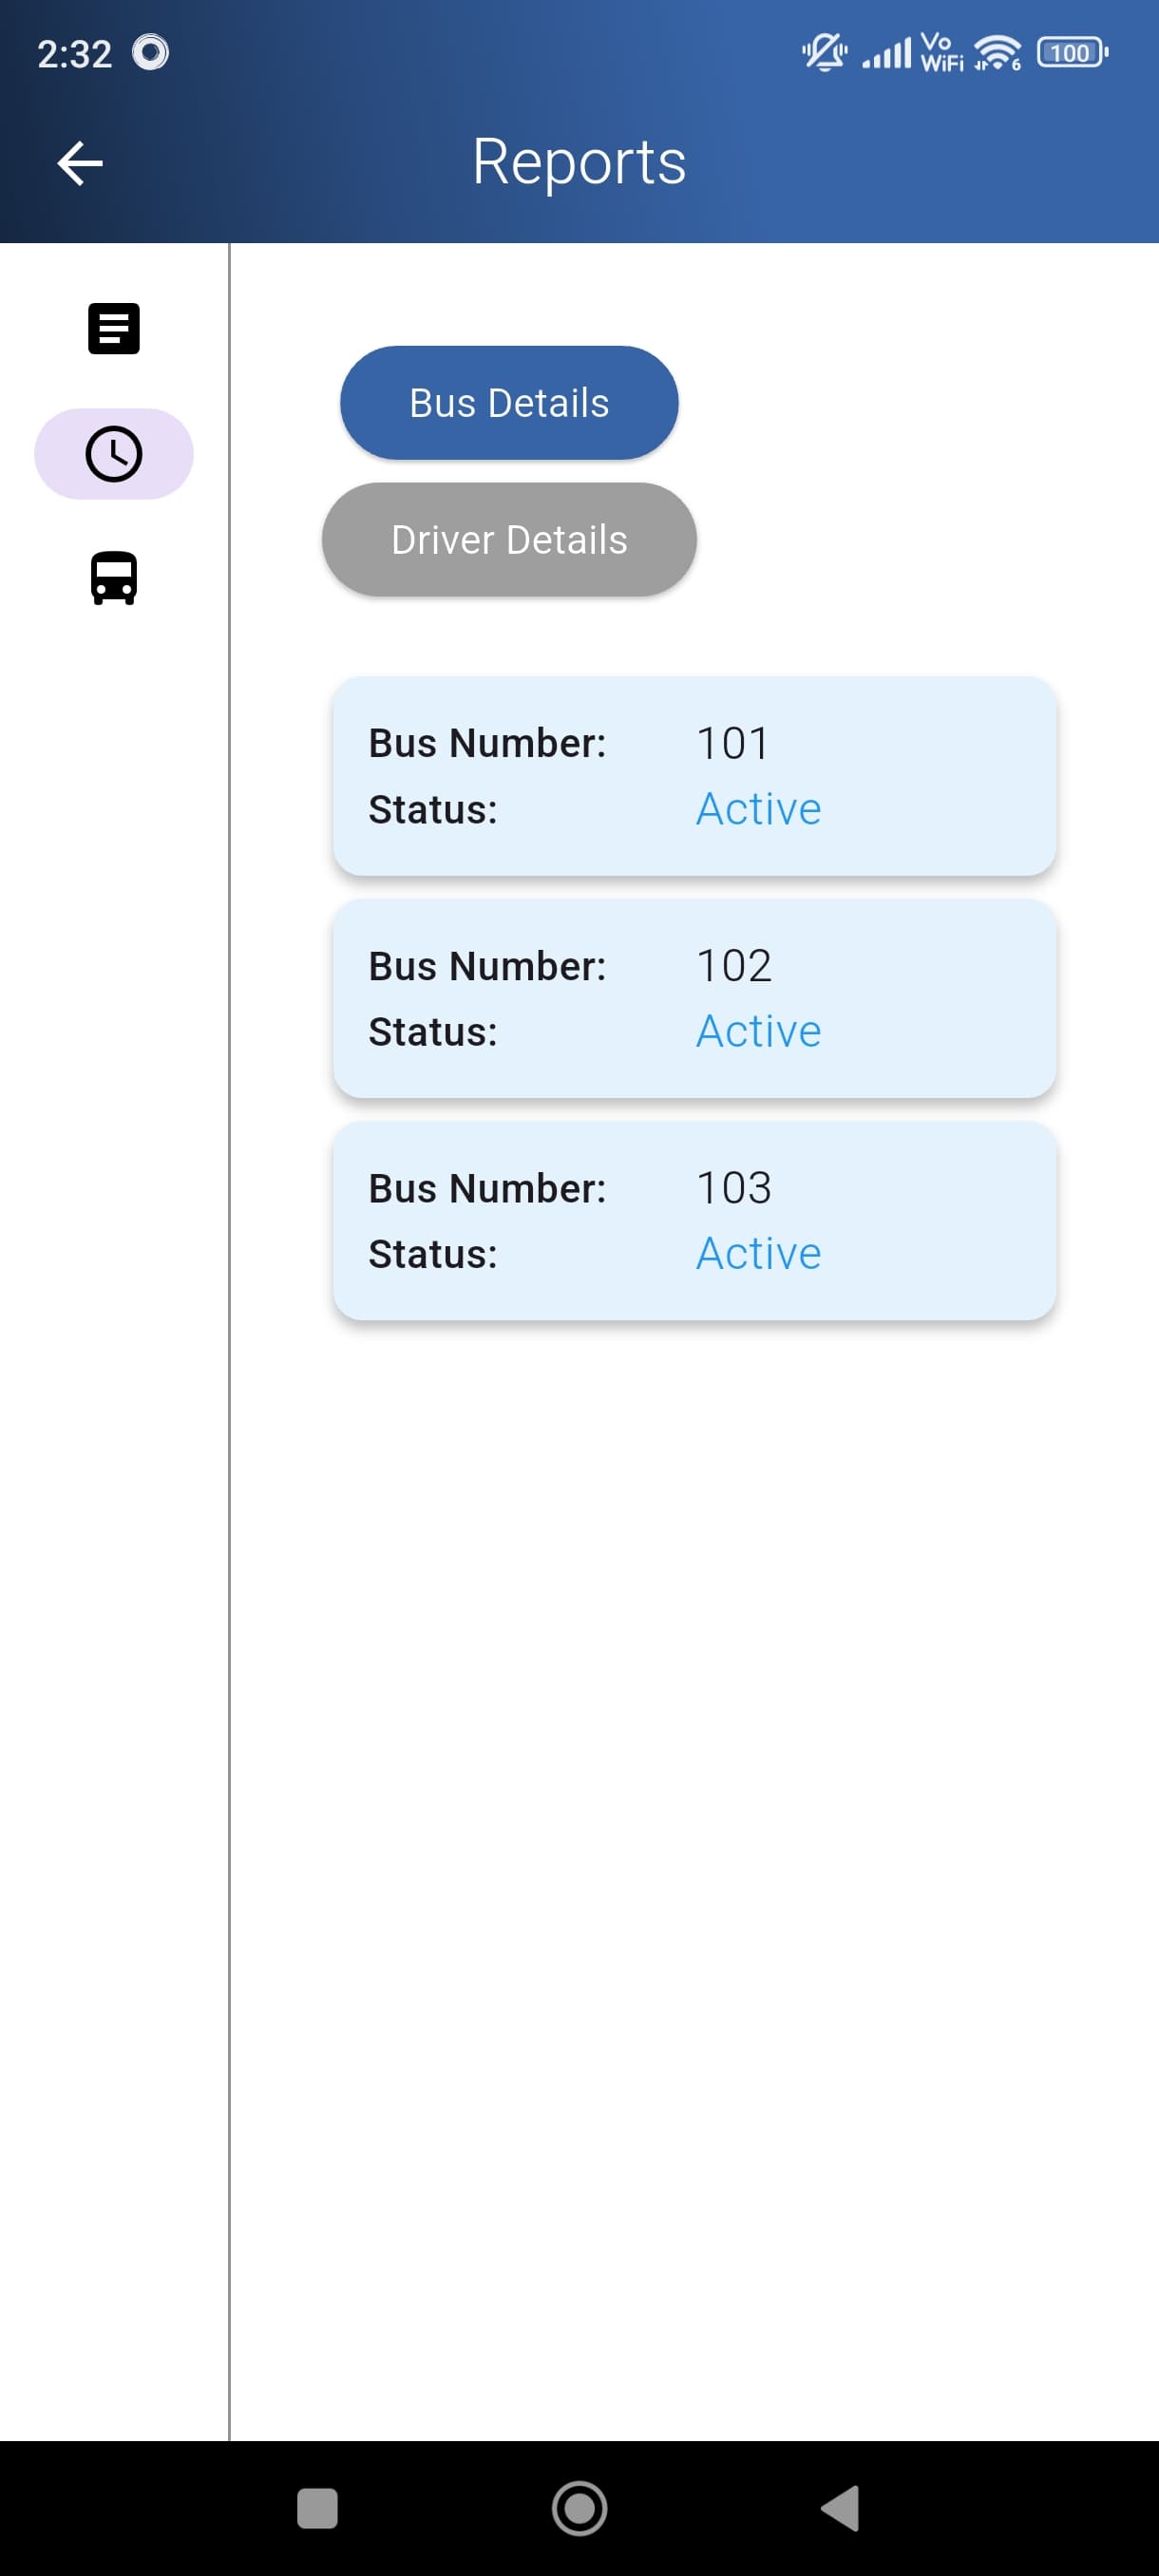 2:32
Vo
WiFi
6
100
Reports
Bus Details
Driver Details
Bus Number: 101
Status: Active
Bus Number: 102
Status: Active
Bus Number: 103
Status: Active